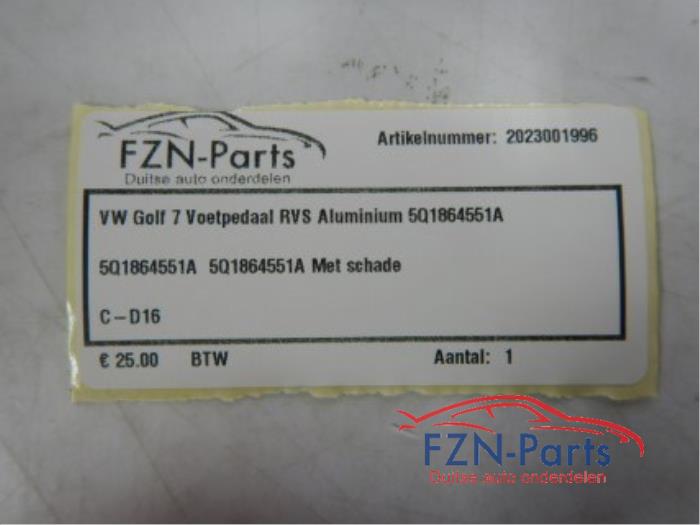 FZN-Parts
Duitse auto onderdelen
Artikelnummer: 2023001996
VW Golf 7 Voetpedaal RVS Aluminium 5Q1864551A
5Q1864551A 5Q1864551A Met schade
C-D16
€ 25.00 BTW Aantal: 1
FZN-Parts
Duitse auto onderdelen